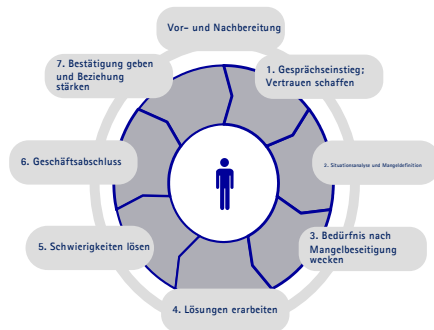 Vor- und Nachbereitung
1. Gesprächseinstieg;
Vertrauen schaffen
2. Situationsanalyse und Mangeldefinition
3. Bedürfnis nach
Mangelbeseitigung
wecken
4. Lösungen erarbeiten
5. Schwierigkeiten lösen
6. Geschäftsabschluss
7. Bestätigung geben
und Beziehung
stärken